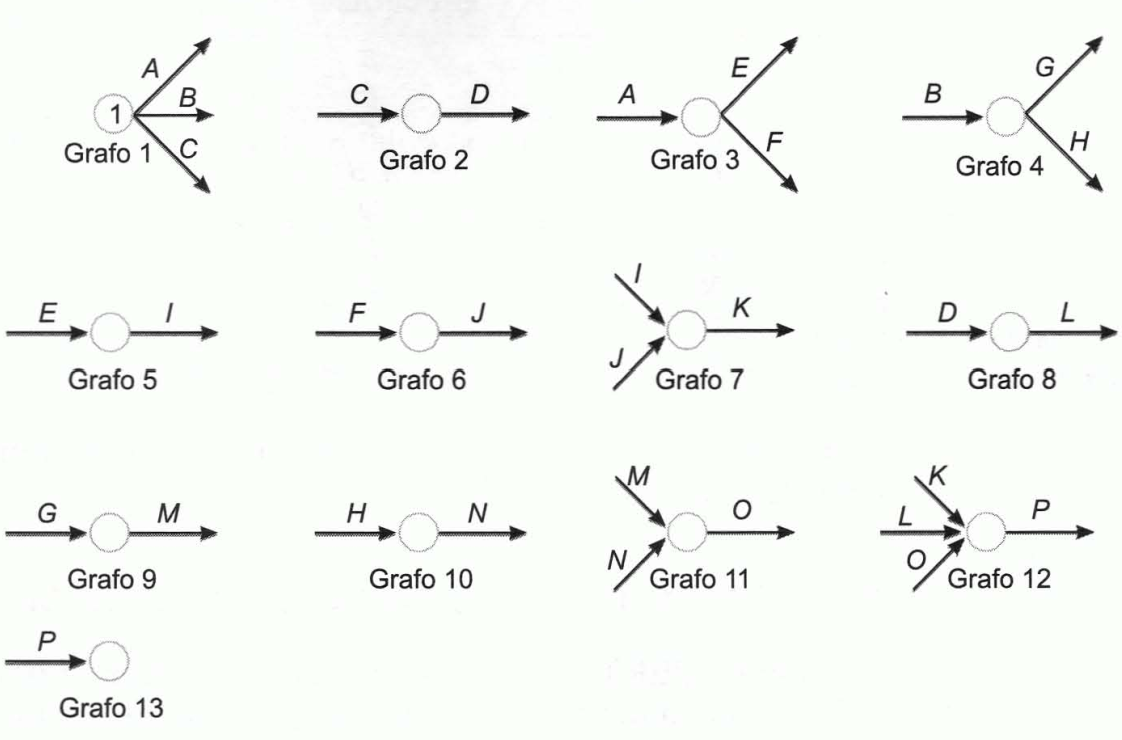 A
B
1
C
Grafo 1
C
D
Grafo 2
A
E
F
Grafo 3
B
G
H
Grafo 4
E
I
Grafo 5
F
J
Grafo 6
I
J
K
Grafo 7
D
L
Grafo 8
G
M
Grafo 9
H
N
Grafo 10
M
N
O
Grafo 11
K
L
O
P
Grafo 12
P
Grafo 13